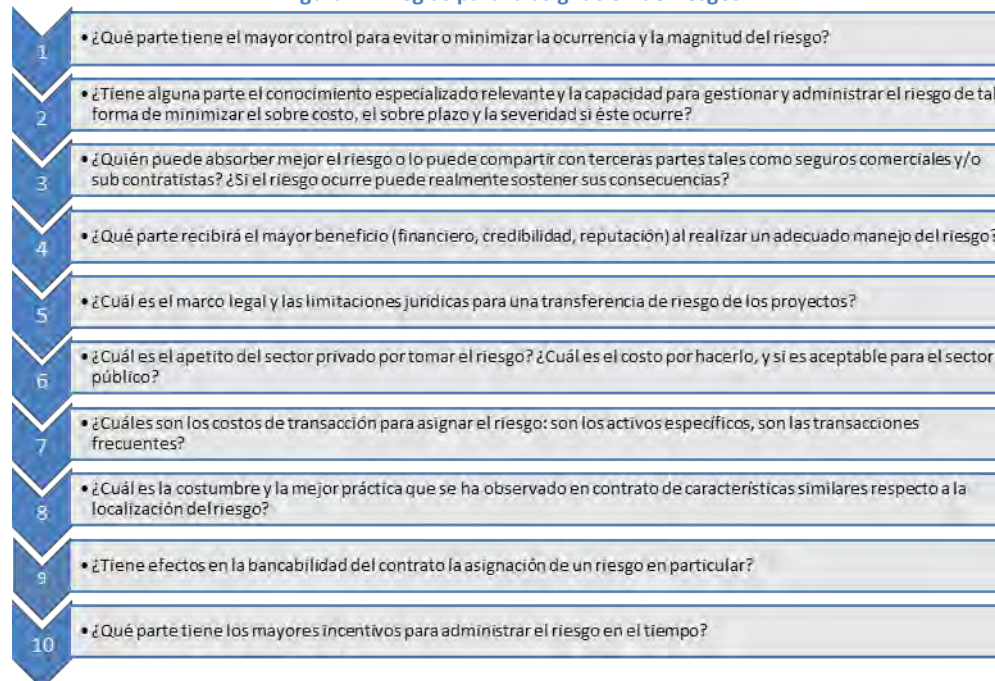 para la asignación de riesgos
1
• ¿Qué parte tiene el mayor control para evitar o minimizar la ocurrencia y la magnitud del riesgo?
2
• ¿Tiene alguna parte el conocimiento especializado relevante y la capacidad para gestionar y administrar el riesgo de tal
forma de minimizar el sobre costo, el sobre plazo y la severidad si éste ocurre?
3
• ¿Quién puede absorber mejor el riesgo o lo puede compartir con terceras partes tales como seguros comerciales y/o
sub contratistas? ¿Si el riesgo ocurre puede realmente sostener sus consecuencias?
4
• ¿Qué parte recibirá el mayor beneficio (financiero, credibilidad, reputación) al realizar un adecuado manejo del riesgo?
5
• ¿Cuál es el marco legal y las limitaciones jurídicas para una transferencia de riesgo de los proyectos?
6
• ¿Cuál es el apetito del sector privado por tomar el riesgo? ¿Cuál es el costo por hacerlo, y si es aceptable para el sector
público?
7
• ¿Cuáles son los costos de transacción para asignar el riesgo: son los activos específicos, son las transacciones
frecuentes?
8
• ¿Cuál es la costumbre y la mejor práctica que se ha observado en contrato de características similares respecto a la
localización del riesgo?
9
• ¿Tiene efectos en la bancabilidad del contrato la asignación de un riesgo en particular?
10
• ¿Qué parte tiene los mayores incentivos para administrar el riesgo en el tiempo?